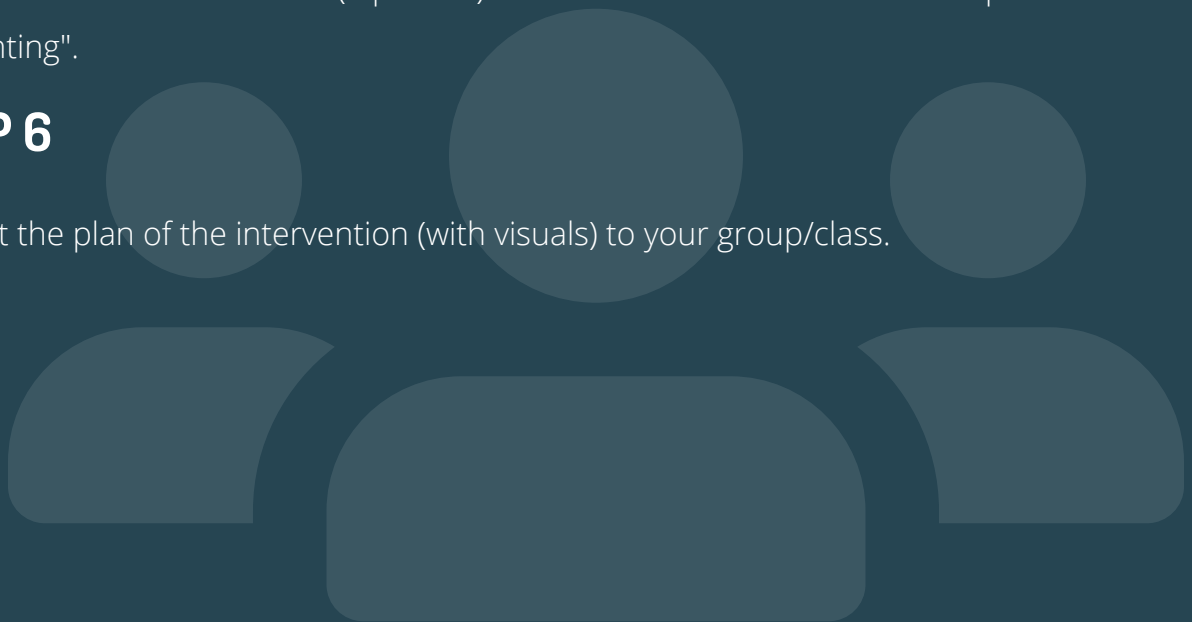 nting".
P 6
t the plan of the intervention (with visuals) to your group/class.